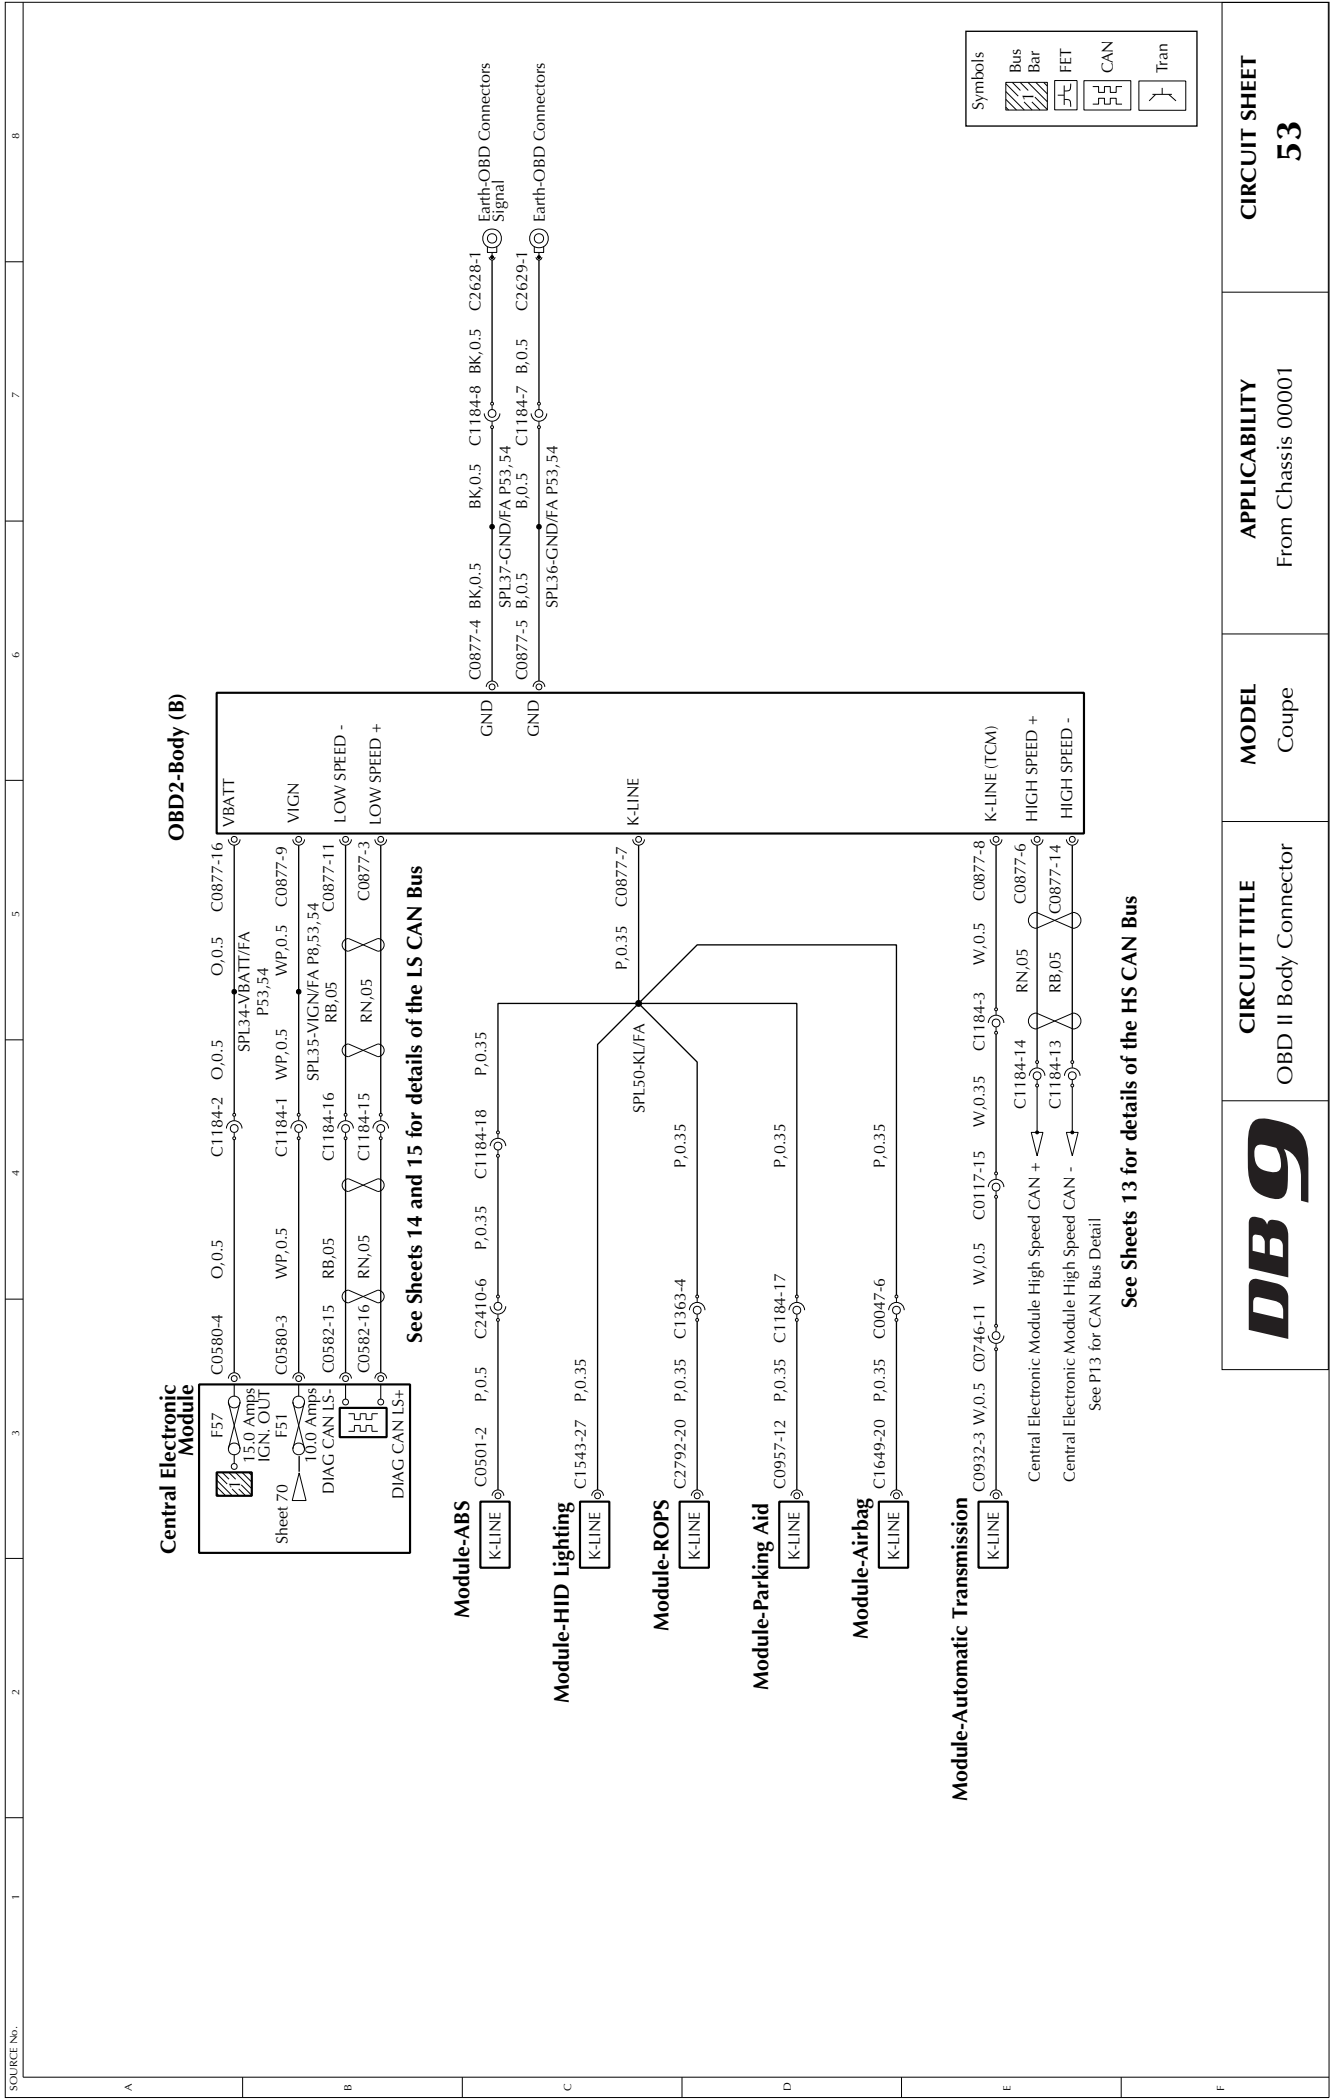 SOURCE No.
1
2
3
4
5
6
7
8
A
B
C
D
E
F
Central Electronic
Module
F57
15.0 Amps
IGN. OUT
1
F51
10.0 Amps
Sheet 70
DIAG CAN LS-
DIAG CAN LS+
C0580-4
O,0.5
C1184-2
O,0.5
O,0.5
C0877-16
SPL34-VBATT/FA
P53,54
C0580-3
WP,0.5
C1184-1
WP,0.5
WP,0.5
C0877-9
SPL35-VIGN/FA P8,53,54
C0582-15
RB,05
C1184-16
RB,05
C0877-11
C0582-16
RN,05
C1184-15
RN,05
C0877-3
OBD2-Body (B)
VBATT
VIGN
LOW SPEED -
LOW SPEED +
See Sheets 14 and 15 for details of the LS CAN Bus
GND
C0877-4
BK,0.5
BK,0.5
C1184-8
BK,0.5
C2628-1
Earth-OBD Connectors
Signal
SPL37-GND/FA P53,54
GND
C0877-5
B,0.5
B,0.5
C1184-7
B,0.5
C2629-1
Earth-OBD Connectors
SPL36-GND/FA P53,54
Module-ABS
K-LINE
C0501-2
P,0.5
C2410-6
P,0.35
C1184-18
P,0.35
Module-HID Lighting
K-LINE
C1543-27
P,0.35
SPL50-KL/FA
P,0.35
C0877-7
K-LINE
Module-ROPS
K-LINE
C2792-20
P,0.35
C1363-4
P,0.35
Module-Parking Aid
K-LINE
C0957-12
P,0.35
C1184-17
P,0.35
Module-Airbag
K-LINE
C1649-20
P,0.35
C0047-6
P,0.35
Module-Automatic Transmission
K-LINE
C0932-3
W,0.5
C0746-11
W,0.5
C0117-15
W,0.35
C1184-3
W,0.5
C0877-8
K-LINE (TCM)
Central Electronic Module High Speed CAN +
C1184-14
RN,05
C0877-6
HIGH SPEED +
Central Electronic Module High Speed CAN -
C1184-13
RB,05
C0877-14
HIGH SPEED -
See P13 for CAN Bus Detail
See Sheets 13 for details of the HS CAN Bus
Symbols
1
Bus
Bar
FET
CAN
Tran
DB9
CIRCUIT TITLE
OBD II Body Connector
MODEL
Coupe
APPLICABILITY
From Chassis 00001
CIRCUIT SHEET
53